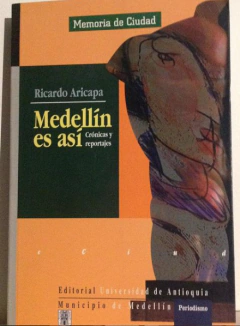 Memoria de Ciudad
Ricardo Aricapa
Medellín
es así
Crónicas y
reportajes
e C i u d
Editorial Universidad de Antioquia
Municipio de Medellín Periodismo